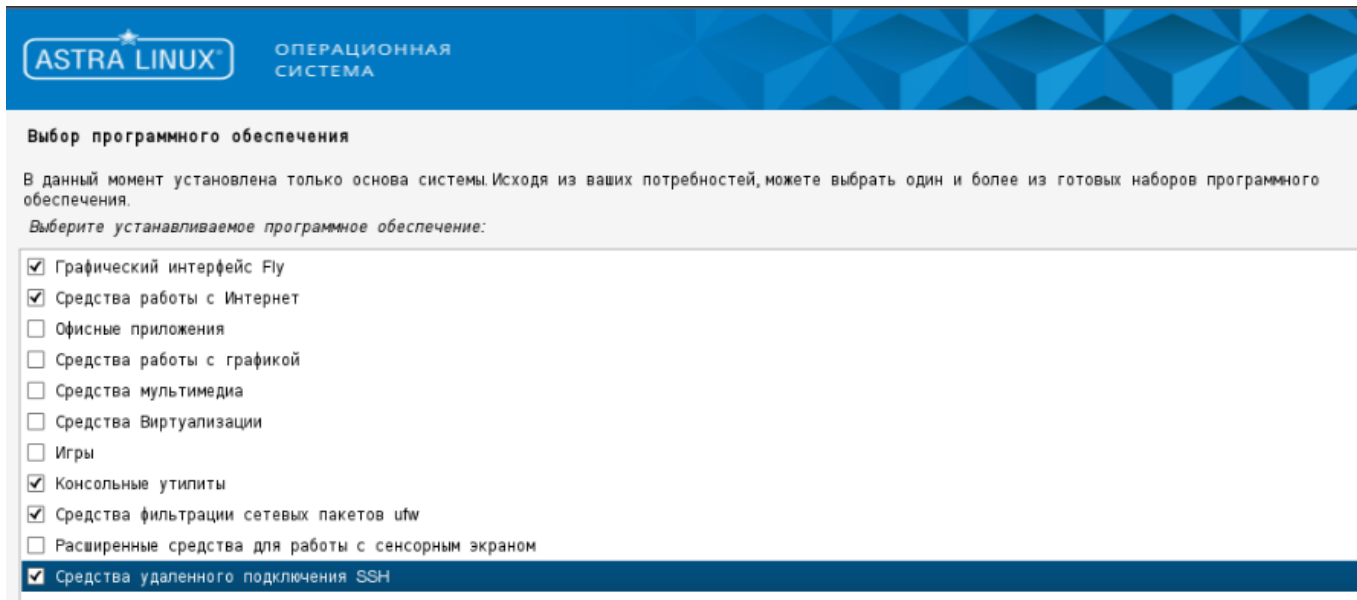 ASTRA LINUX®
ОПЕРАЦИОННАЯ
СИСТЕМА
Выбор программного обеспечения
В данный момент установлена только основа системы. Исходя из ваших потребностей, можете выбрать один и более из готовых наборов программного
обеспечения.
Выберите устанавливаемое программное обеспечение:
Графический интерфейс Fly
Средства работы с Интернет
Офисные приложения
Средства работы с графикой
Средства мультимедиа
Средства Виртуализации
Игры
Консольные утилиты
Средства фильтрации сетевых пакетов ufw
Расширенные средства для работы с сенсорным экраном
Средства удаленного подключения SSH